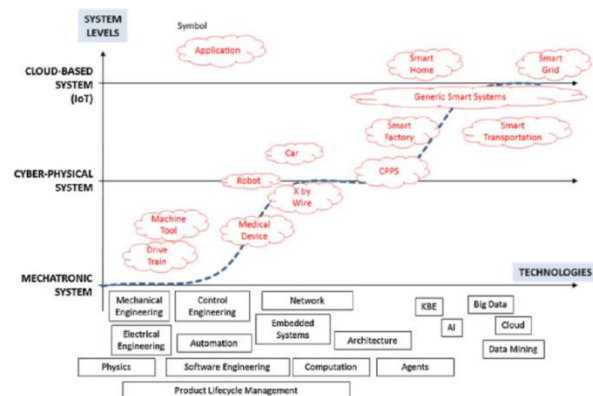 SYSTEM
LEVELS
Symbol
Application
CLOUD-BASED
SYSTEM
(IoT)
Smart
Home
Smart
Grid
Generic Smart Systems
Smart
Factory
Smart
Transportation
Car
CYBER-PHYSICAL
SYSTEM
Robot
CPPS
X by
Wire
Machine
Tool
Medical
Device
Drive
Train
MECHATRONIC
SYSTEM
TECHNOLOGIES
Mechanical
Engineering
Control
Engineering
Network
KBE
Big Data
Electrical
Engineering
Automation
Embedded
Systems
Architecture
AI
Cloud
Data Mining
Physics
Software Engineering
Computation
Agents
Product Lifecycle Management